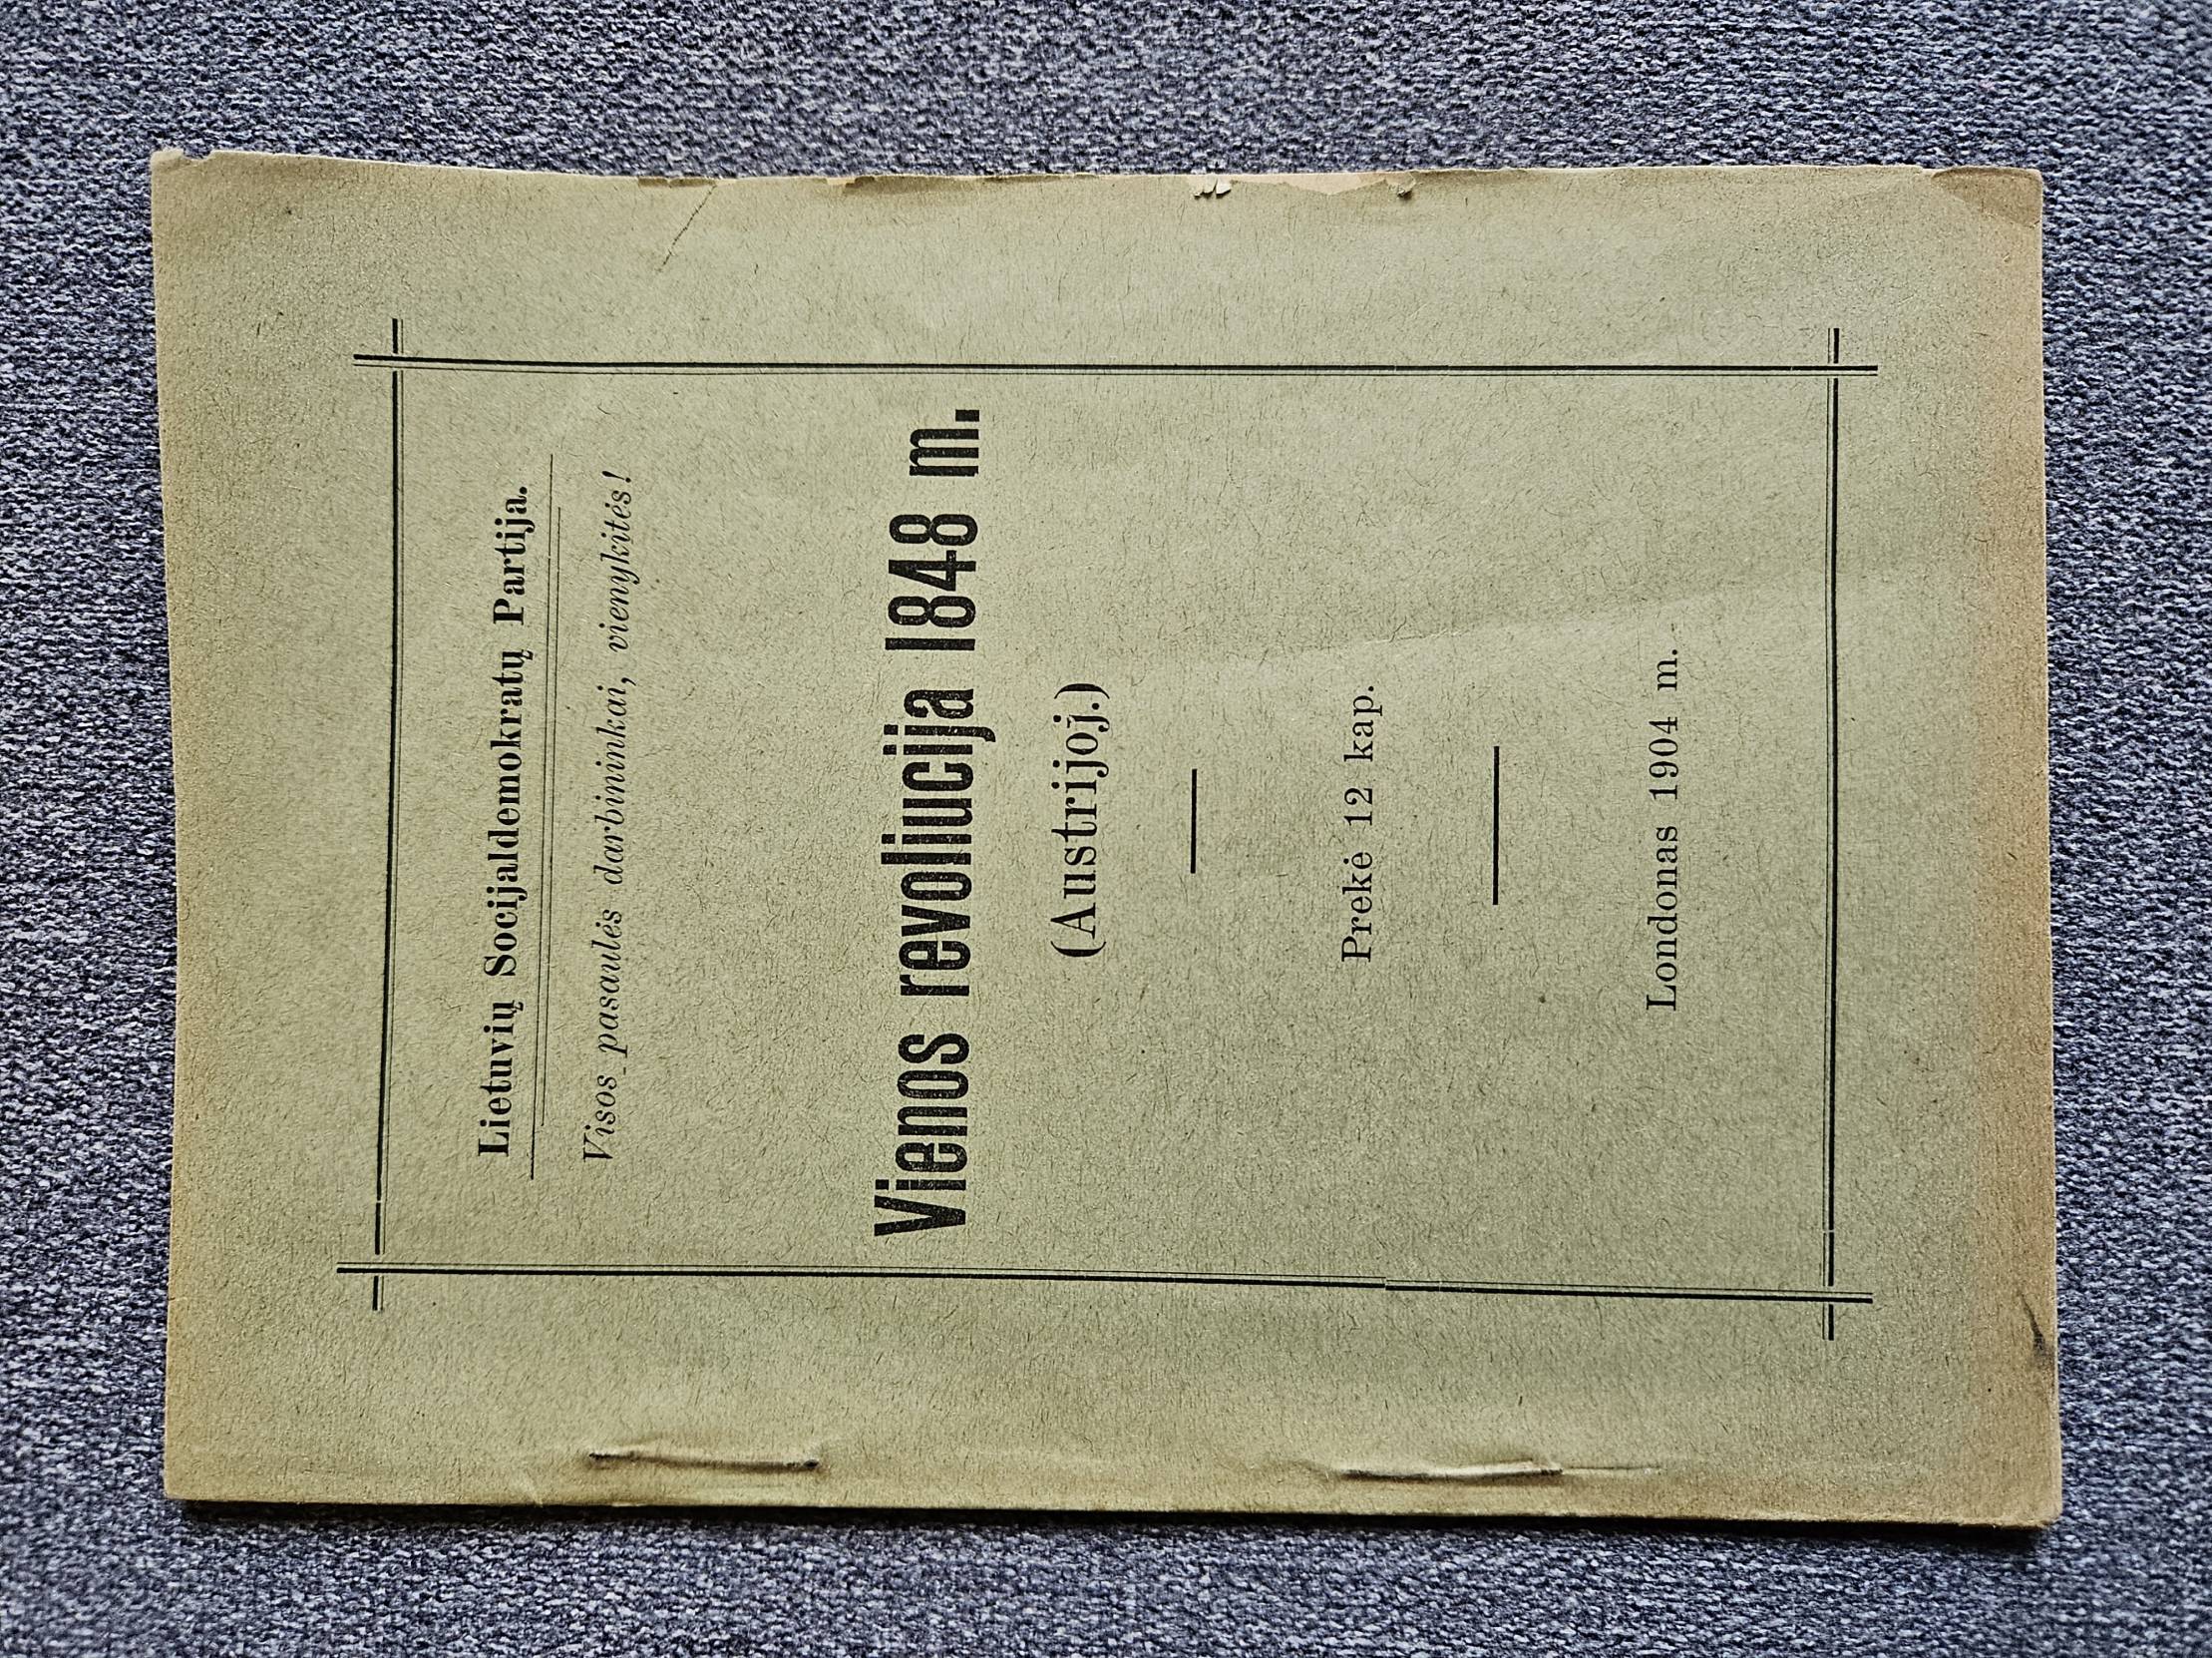 Lietuvių Socijaldemokratų Partija.
Visos pasaulės darbininkai, vienykitės!
Vienos revoliucija 1848 m.
(Austrijoj.)
Prekė 12 kap.
Londonas 1904 m.